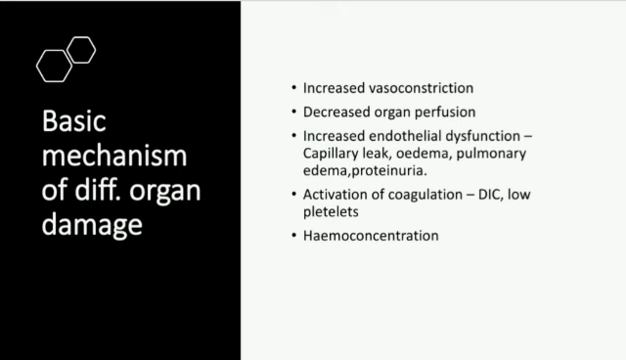 Basic
mechanism
of diff. organ
damage
• Increased vasoconstriction
• Decreased organ perfusion
• Increased endothelial dysfunction –
Capillary leak, oedema, pulmonary
edema,proteinuria.
• Activation of coagulation – DIC, low
pletelets
• Haemoconcentration